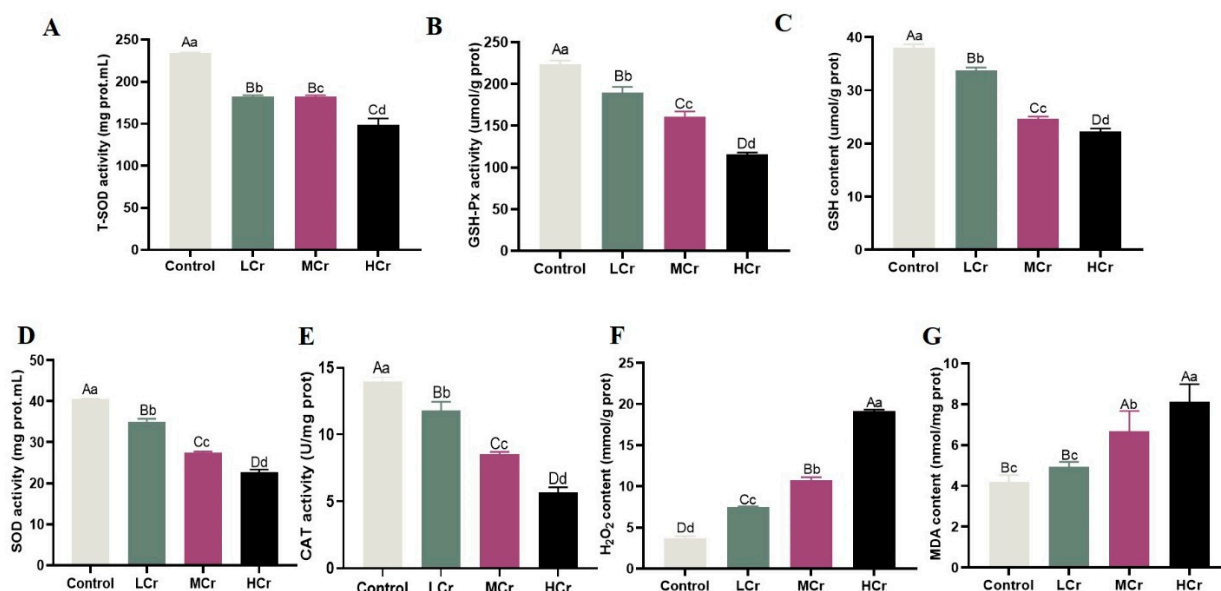 A
T-SOD activity (mg prot.mL)
250
200
150
100
50
0
Aa
Bb
Bc
Cd
Control LCr MCr HCr
B
GSH-Px activity (umol/g prot)
250
200
150
100
50
0
Aa
Bb
Cc
Dd
Control LCr MCr HCr
C
GSH content (umol/g prot)
40
30
20
10
0
Aa
Bb
Cc
Dd
Control LCr MCr HCr
D
SOD activity (mg prot.mL)
50
40
30
20
10
0
Aa
Bb
Cc
Dd
Control LCr MCr HCr
E
CAT activity (U/mg prot)
15
10
5
0
Aa
Bb
Cc
Dd
Control LCr MCr HCr
F
H₂O₂ content (mmol/g prot)
25
20
15
10
5
0
Dd
Cc
Bb
Aa
Control LCr MCr HCr
G
MDA content (nmol/mg prot)
10
8
6
4
2
0
Bc
Bc
Ab
Aa
Control LCr MCr HCr